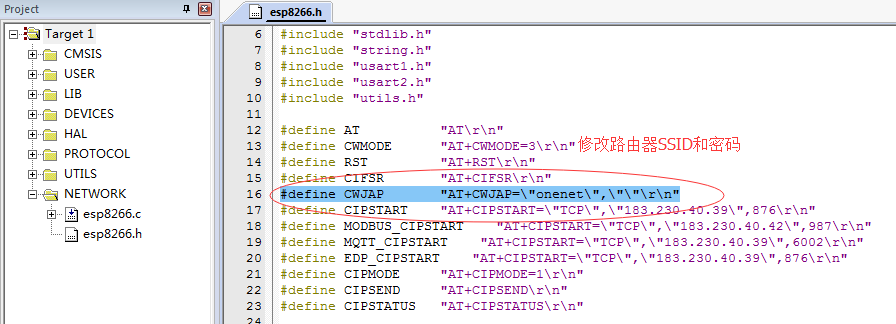 Project
esp8266.h
Target 1
CMSIS
USER
LIB
DEVICES
HAL
PROTOCOL
UTILS
NETWORK
esp8266.c
esp8266.h
6 #include "stdlib.h"
7 #include "string.h"
8 #include "usart1.h"
9 #include "usart2.h"
10 #include "utils.h"
11
12 #define AT "AT\r\n"
13 #define CWMODE "AT+CWMODE=3\r\n" 修改路由器SSID和密码
14 #define RST "AT+RST\r\n"
15 #define CIFSR "AT+CIFSR\r\n"
16 #define CWJAP "AT+CWJAP=\"onenet\",\"\"\r\n"
17 #define CIPSTART "AT+CIPSTART=\"TCP\",\"183.230.40.39\",876\r\n"
18 #define MODBUS_CIPSTART "AT+CIPSTART=\"TCP\",\"183.230.40.42\",987\r\n"
19 #define MQTT_CIPSTART "AT+CIPSTART=\"TCP\",\"183.230.40.39\",6002\r\n"
20 #define EDP_CIPSTART "AT+CIPSTART=\"TCP\",\"183.230.40.39\",876\r\n"
21 #define CIPMODE "AT+CIPMODE=1\r\n"
22 #define CIPSEND "AT+CIPSEND\r\n"
23 #define CIPSTATUS "AT+CIPSTATUS\r\n"
24